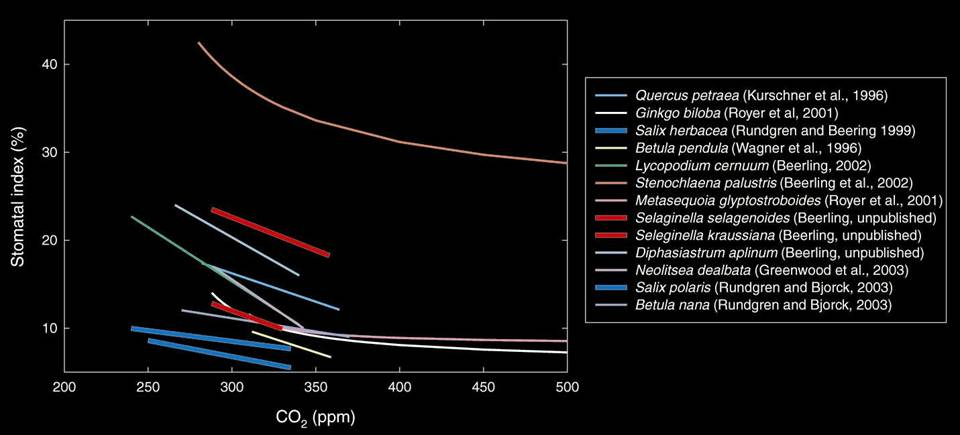 Stomatal index (%)
40
30
20
10
200 250 300 350 400 450 500
CO2 (ppm)
Quercus petraea (Kurschner et al., 1996)
Ginkgo biloba (Royer et al, 2001)
Salix herbacea (Rundgren and Beering 1999)
Betula pendula (Wagner et al., 1996)
Lycopodium cernuum (Beerling, 2002)
Stenochlaena palustris (Beerling et al., 2002)
Metasequoia glyptostroboides (Royer et al., 2001)
Selaginella selagenoides (Beerling, unpublished)
Seleginella kraussiana (Beerling, unpublished)
Diphasiastrum aplinum (Beerling, unpublished)
Neolitsea dealbata (Greenwood et al., 2003)
Salix polaris (Rundgren and Bjorck, 2003)
Betula nana (Rundgren and Bjorck, 2003)